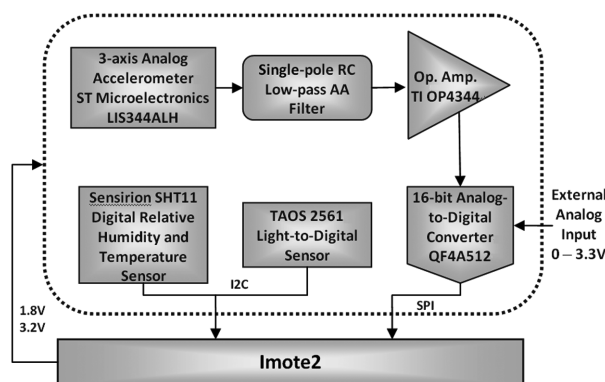 3-axis Analog
Accelerometer
ST Microelectronics
LIS344ALH
Single-pole RC
Low-pass AA
Filter
Op. Amp.
TI OP4344
Sensirion SHT11
Digital Relative
Humidity and
Temperature
Sensor
TAOS 2561
Light-to-Digital
Sensor
16-bit Analog-
to-Digital
Converter
QF4A512
External
Analog
Input
0 – 3.3V
I2C
SPI
1.8V
3.2V
Imote2